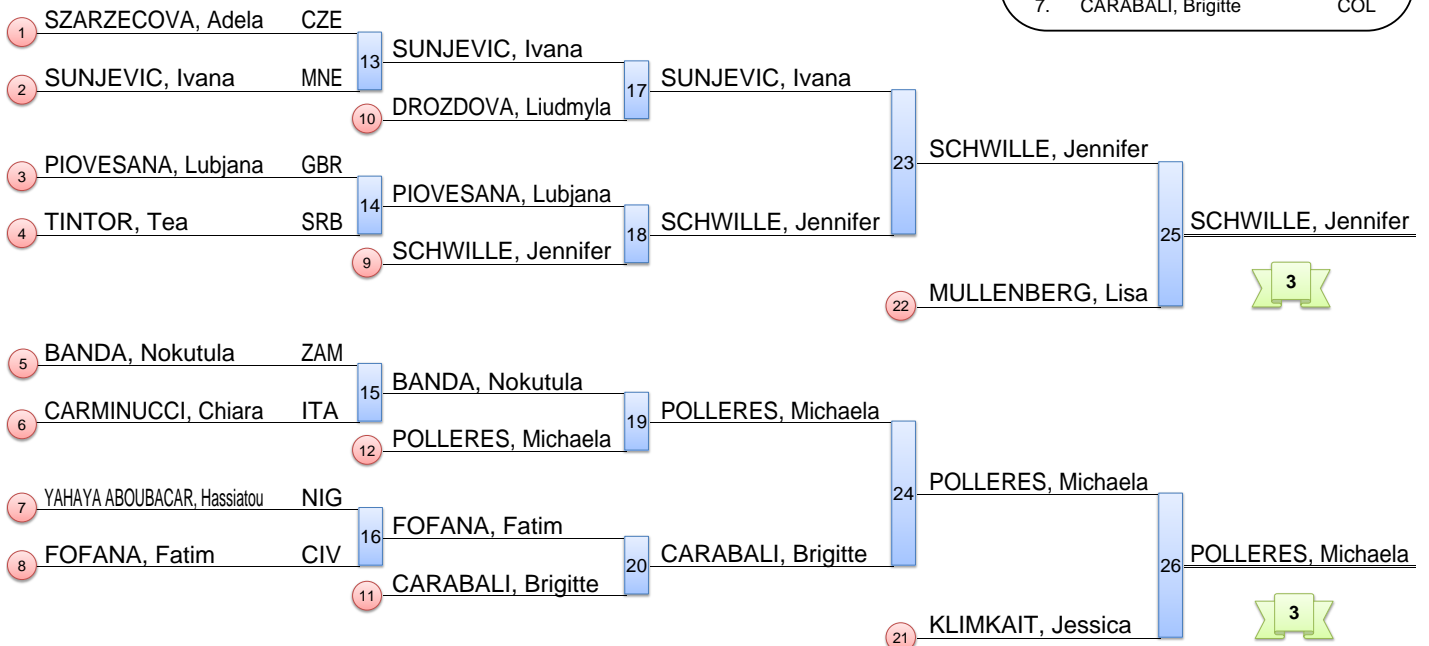 7. CARABALI, Brigitte COL
1 SZARZECOVA, Adela CZE
13 SUNJEVIC, Ivana
2 SUNJEVIC, Ivana MNE
17 SUNJEVIC, Ivana
10 DROZDOVA, Liudmyla
23 SCHWILLE, Jennifer
3 PIOVESANA, Lubjana GBR
14 PIOVESANA, Lubjana
4 TINTOR, Tea SRB
18 SCHWILLE, Jennifer
9 SCHWILLE, Jennifer
25 SCHWILLE, Jennifer
3
22 MULLENBERG, Lisa
5 BANDA, Nokutula ZAM
15 BANDA, Nokutula
6 CARMINUCCI, Chiara ITA
19 POLLERES, Michaela
12 POLLERES, Michaela
24 POLLERES, Michaela
7 YAHAYA ABOUBACAR, Hassiatou NIG
16 FOFANA, Fatim
8 FOFANA, Fatim CIV
20 CARABALI, Brigitte
11 CARABALI, Brigitte
26 POLLERES, Michaela
3
21 KLIMKAIT, Jessica